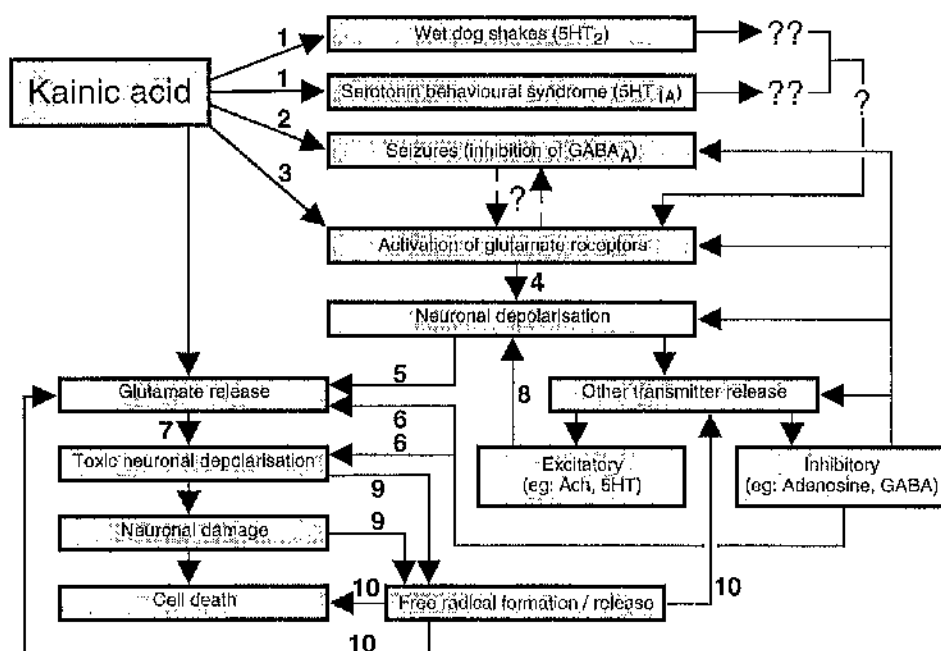 1
Wet dog shakes (5HT2)
??
Kainic acid
1
Serotonin behavioural syndrome (5HT1A)
??
?
2
Seizures (inhibition of GABAA)
3
?
Activation of glutamate receptors
4
Neuronal depolarisation
5
Glutamate release
8
Other transmitter release
6
7
6
Toxic neuronal depolarisation
9
Excitatory
(eg: Ach, 5HT)
Inhibitory
(eg: Adenosine, GABA)
Neuronal damage
9
Cell death
10
Free radical formation / release
10
10